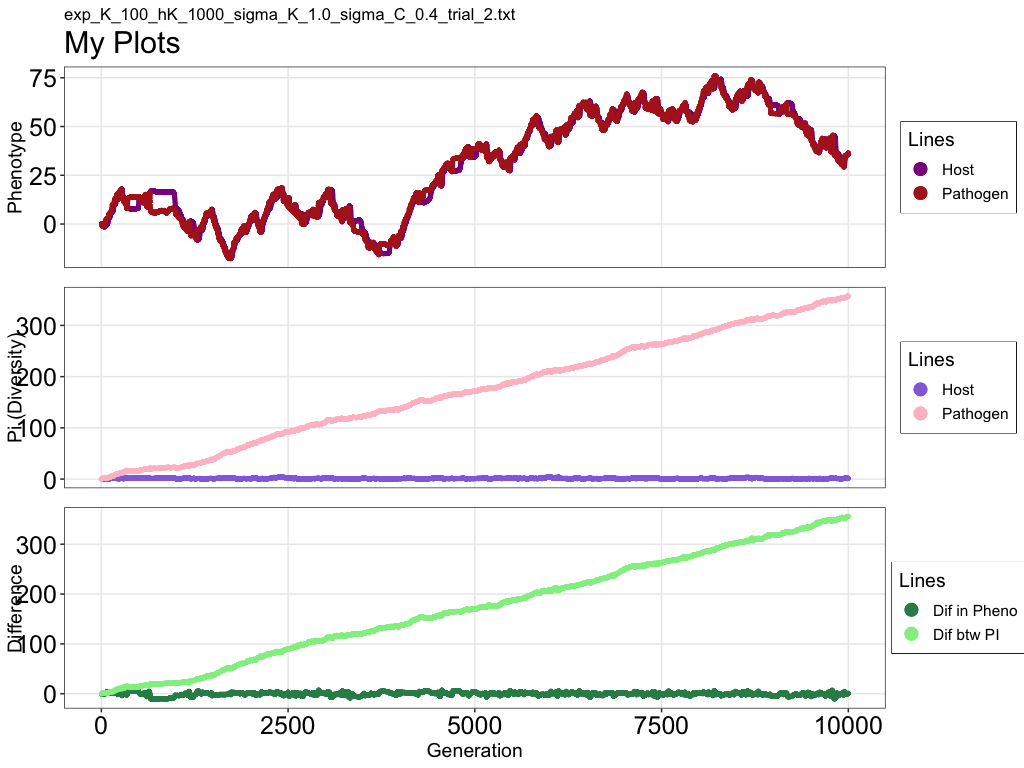 exp_K_100_hK_1000_sigma_K_1.0_sigma_C_0.4_trial_2.txt
My Plots
Phenotype
75
50
25
0
Lines
Host
Pathogen
Pi (Diversity)
300
200
100
0
Lines
Host
Pathogen
Difference
300
200
100
0
Lines
Dif in Pheno
Dif btw PI
0
2500
5000
7500
10000
Generation